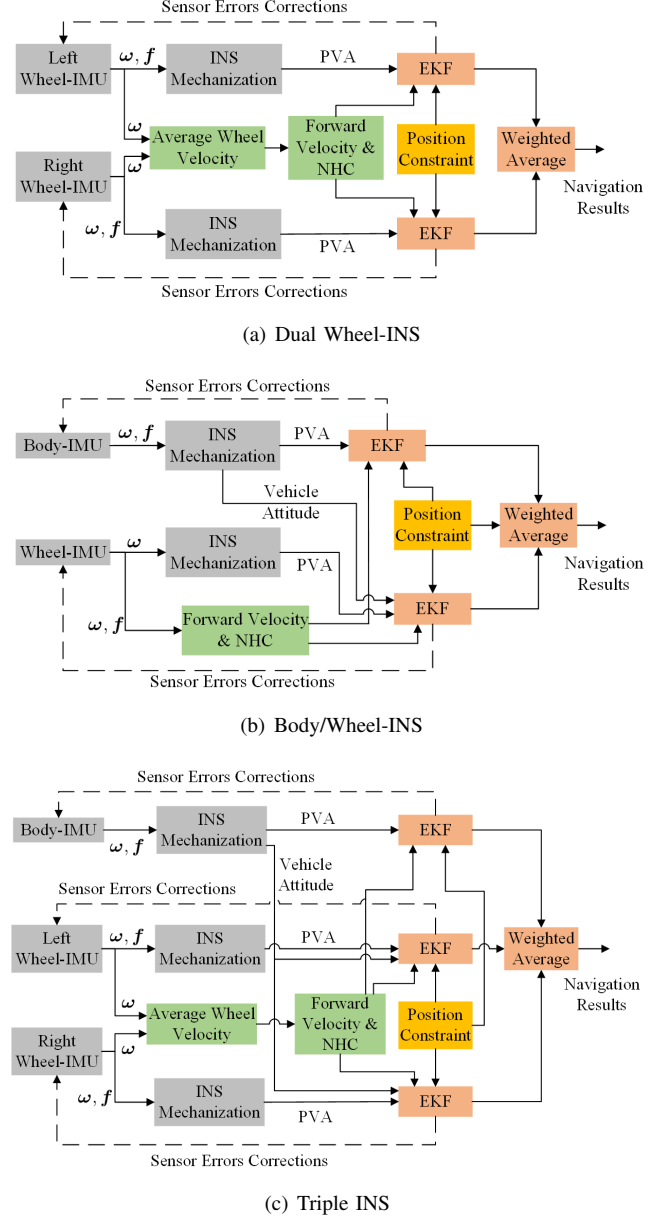 Sensor Errors Corrections
Left
Wheel-IMU
ω, f
INS
Mechanization
PVA
EKF
ω
Average Wheel
Velocity
Forward
Velocity &
NHC
Position
Constraint
Weighted
Average
Navigation
Results
Right
Wheel-IMU
ω
ω, f
INS
Mechanization
PVA
EKF
Sensor Errors Corrections
(a) Dual Wheel-INS
Sensor Errors Corrections
Body-IMU
ω, f
INS
Mechanization
PVA
EKF
Vehicle
Attitude
Position
Constraint
Weighted
Average
Navigation
Results
Wheel-IMU
ω
INS
Mechanization
PVA
EKF
ω, f
Forward Velocity
& NHC
Sensor Errors Corrections
(b) Body/Wheel-INS
Sensor Errors Corrections
Body-IMU
ω, f
INS
Mechanization
PVA
EKF
Vehicle
Attitude
Sensor Errors Corrections
Left
Wheel-IMU
ω, f
INS
Mechanization
PVA
EKF
Weighted
Average
Navigation
Results
ω
Average Wheel
Velocity
Forward
Velocity &
NHC
Position
Constraint
Right
Wheel-IMU
ω
ω, f
INS
Mechanization
PVA
EKF
Sensor Errors Corrections
(c) Triple INS